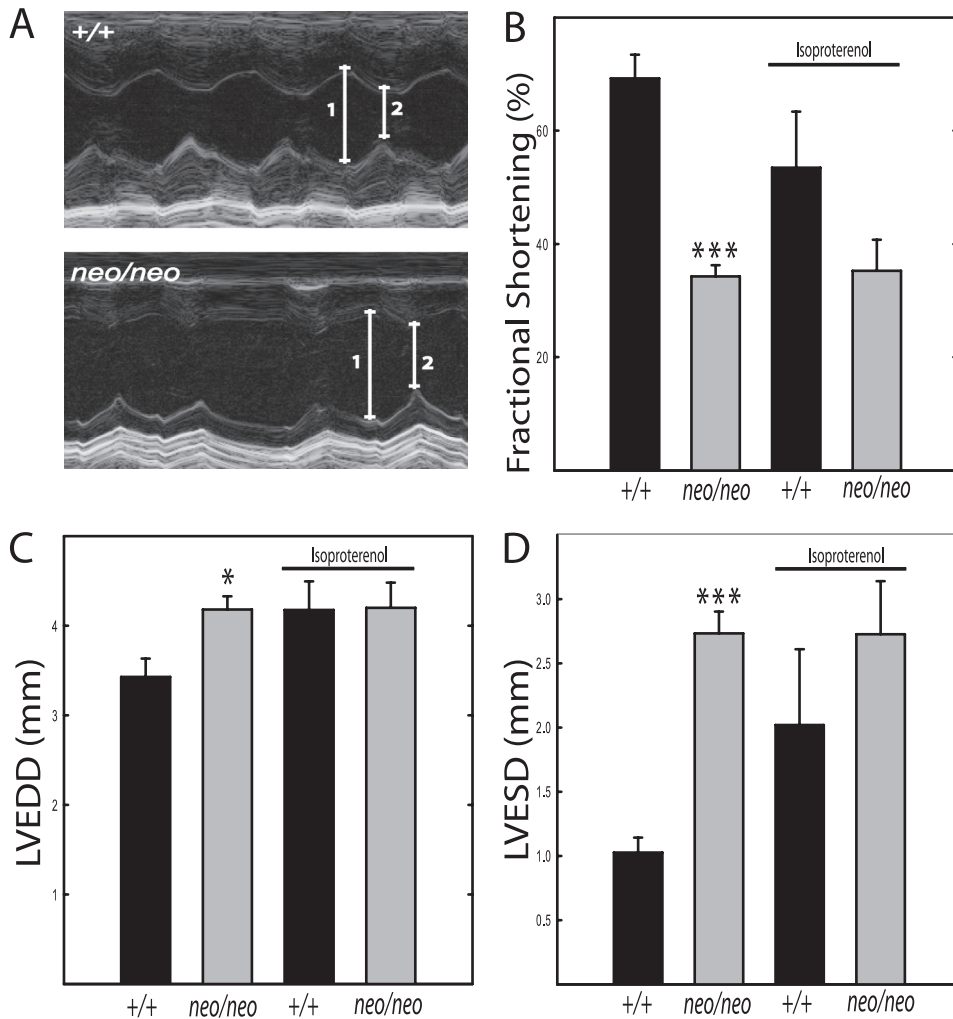 A
+/+
1
2
neo/neo
1
2
B
Isoproterenol
Fractional Shortening (%)
60
40
20
***
+/+
neo/neo
+/+
neo/neo
C
Isoproterenol
LVEDD (mm)
4
3
2
1
*
+/+
neo/neo
+/+
neo/neo
D
Isoproterenol
LVESD (mm)
3.0
2.5
2.0
1.5
1.0
0.5
***
+/+
neo/neo
+/+
neo/neo